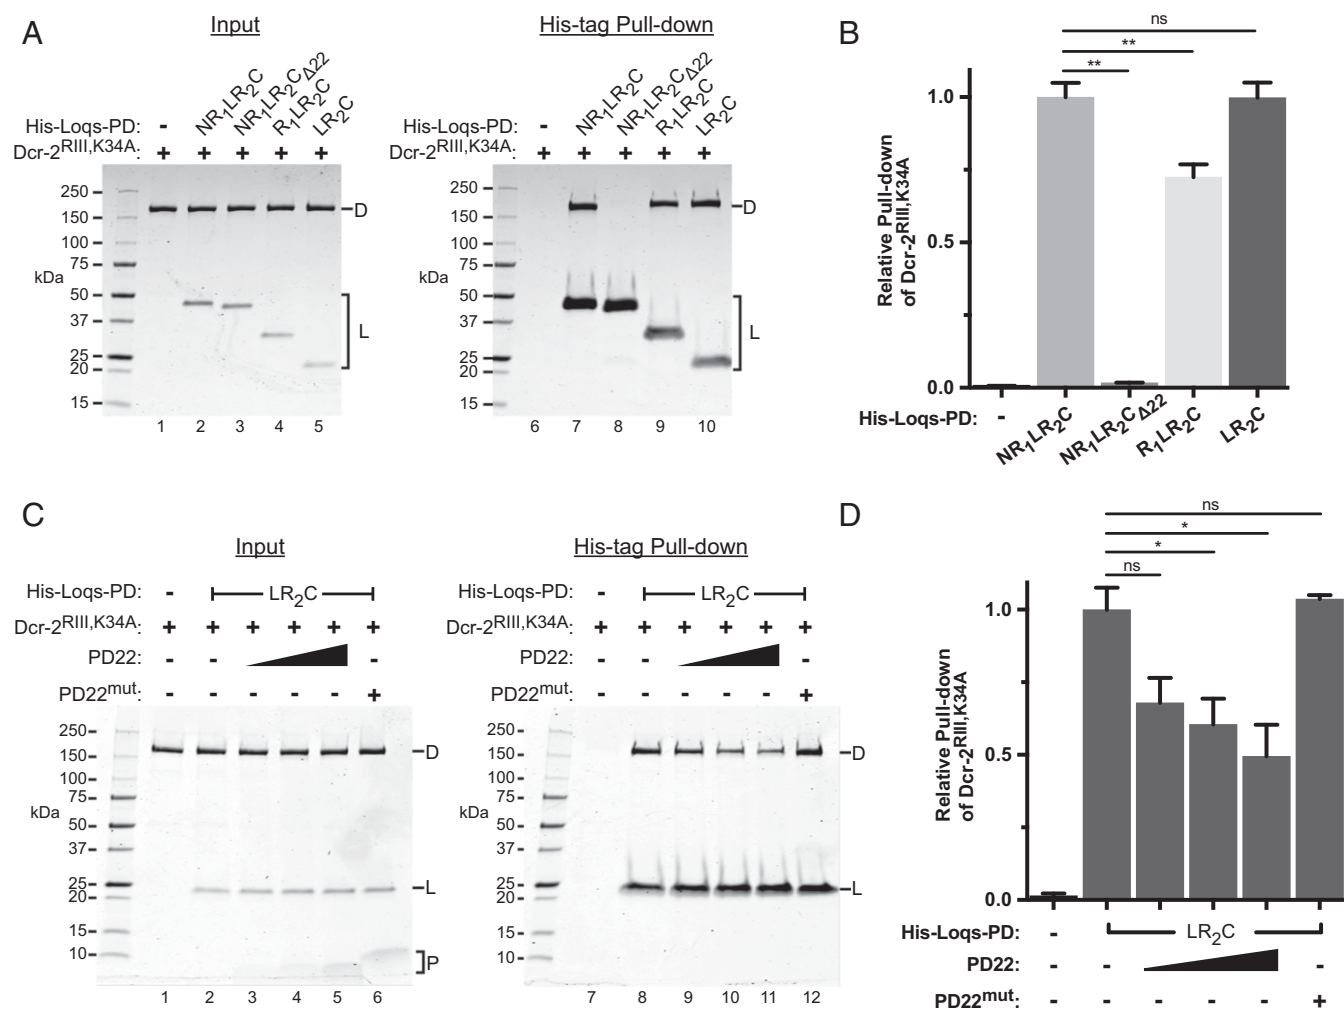 A
Input
His-tag Pull-down
His-Loqs-PD: - NR1LR2C NR1LR2CΔ22 R1LR2C LR2C
Dcr-2RIII,K34A: + + + + +
250
150
100
75
kDa
50
37
25
20
15
D
L
1 2 3 4 5
His-Loqs-PD: - NR1LR2C NR1LR2CΔ22 R1LR2C LR2C
Dcr-2RIII,K34A: + + + + +
250
150
100
75
kDa
50
37
25
20
15
D
L
6 7 8 9 10
B
ns
**
**
Relative Pull-down
of Dcr-2RIII,K34A
1.0
0.5
0.0
His-Loqs-PD: - NR1LR2C NR1LR2CΔ22 R1LR2C LR2C
C
Input
His-tag Pull-down
His-Loqs-PD: - LR2C
Dcr-2RIII,K34A: + + + + + +
PD22: - - -
PD22mut: - - - - - +
250
150
100
75
kDa
50
37
25
20
15
10
D
L
P
1 2 3 4 5 6
His-Loqs-PD: - LR2C
Dcr-2RIII,K34A: + + + + + +
PD22: - - -
PD22mut: - - - - - +
250
150
100
75
kDa
50
37
25
20
15
10
D
L
7 8 9 10 11 12
D
ns
*
*
ns
Relative Pull-down
of Dcr-2RIII,K34A
1.0
0.5
0.0
His-Loqs-PD: - LR2C
PD22: - - -
PD22mut: - - - - - +